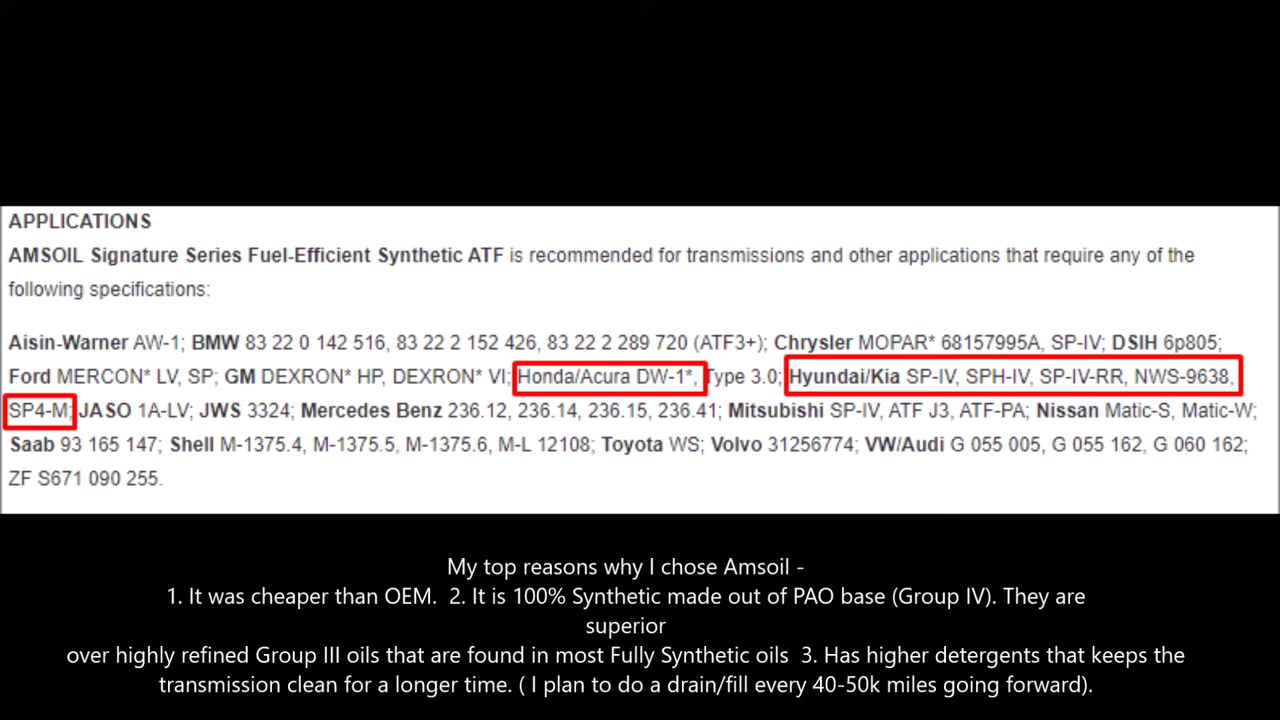 APPLICATIONS
AMSOIL Signature Series Fuel-Efficient Synthetic ATF is recommended for transmissions and other applications that require any of the
following specifications:
Aisin-Warner AW-1; BMW 83 22 0 142 516, 83 22 2 152 426, 83 22 2 289 720 (ATF3+); Chrysler MOPAR* 68157995A, SP-IV; DSIH 6p805;
Ford MERCON* LV, SP; GM DEXRON* HP, DEXRON* VI; Honda/Acura DW-1*, Type 3.0; Hyundai/Kia SP-IV, SPH-IV, SP-IV-RR, NWS-9638,
SP4-M; JASO 1A-LV; JWS 3324; Mercedes Benz 236.12, 236.14, 236.15, 236.41; Mitsubishi SP-IV, ATF J3, ATF-PA; Nissan Matic-S, Matic-W;
Saab 93 165 147; Shell M-1375.4, M-1375.5, M-1375.6, M-L 12108; Toyota WS; Volvo 31256774; VW/Audi G 055 005, G 055 162, G 060 162;
ZF S671 090 255.
My top reasons why I chose Amsoil -
1. It was cheaper than OEM.  2. It is 100% Synthetic made out of PAO base (Group IV). They are
superior
over highly refined Group III oils that are found in most Fully Synthetic oils  3. Has higher detergents that keeps the
transmission clean for a longer time. ( I plan to do a drain/fill every 40-50k miles going forward).